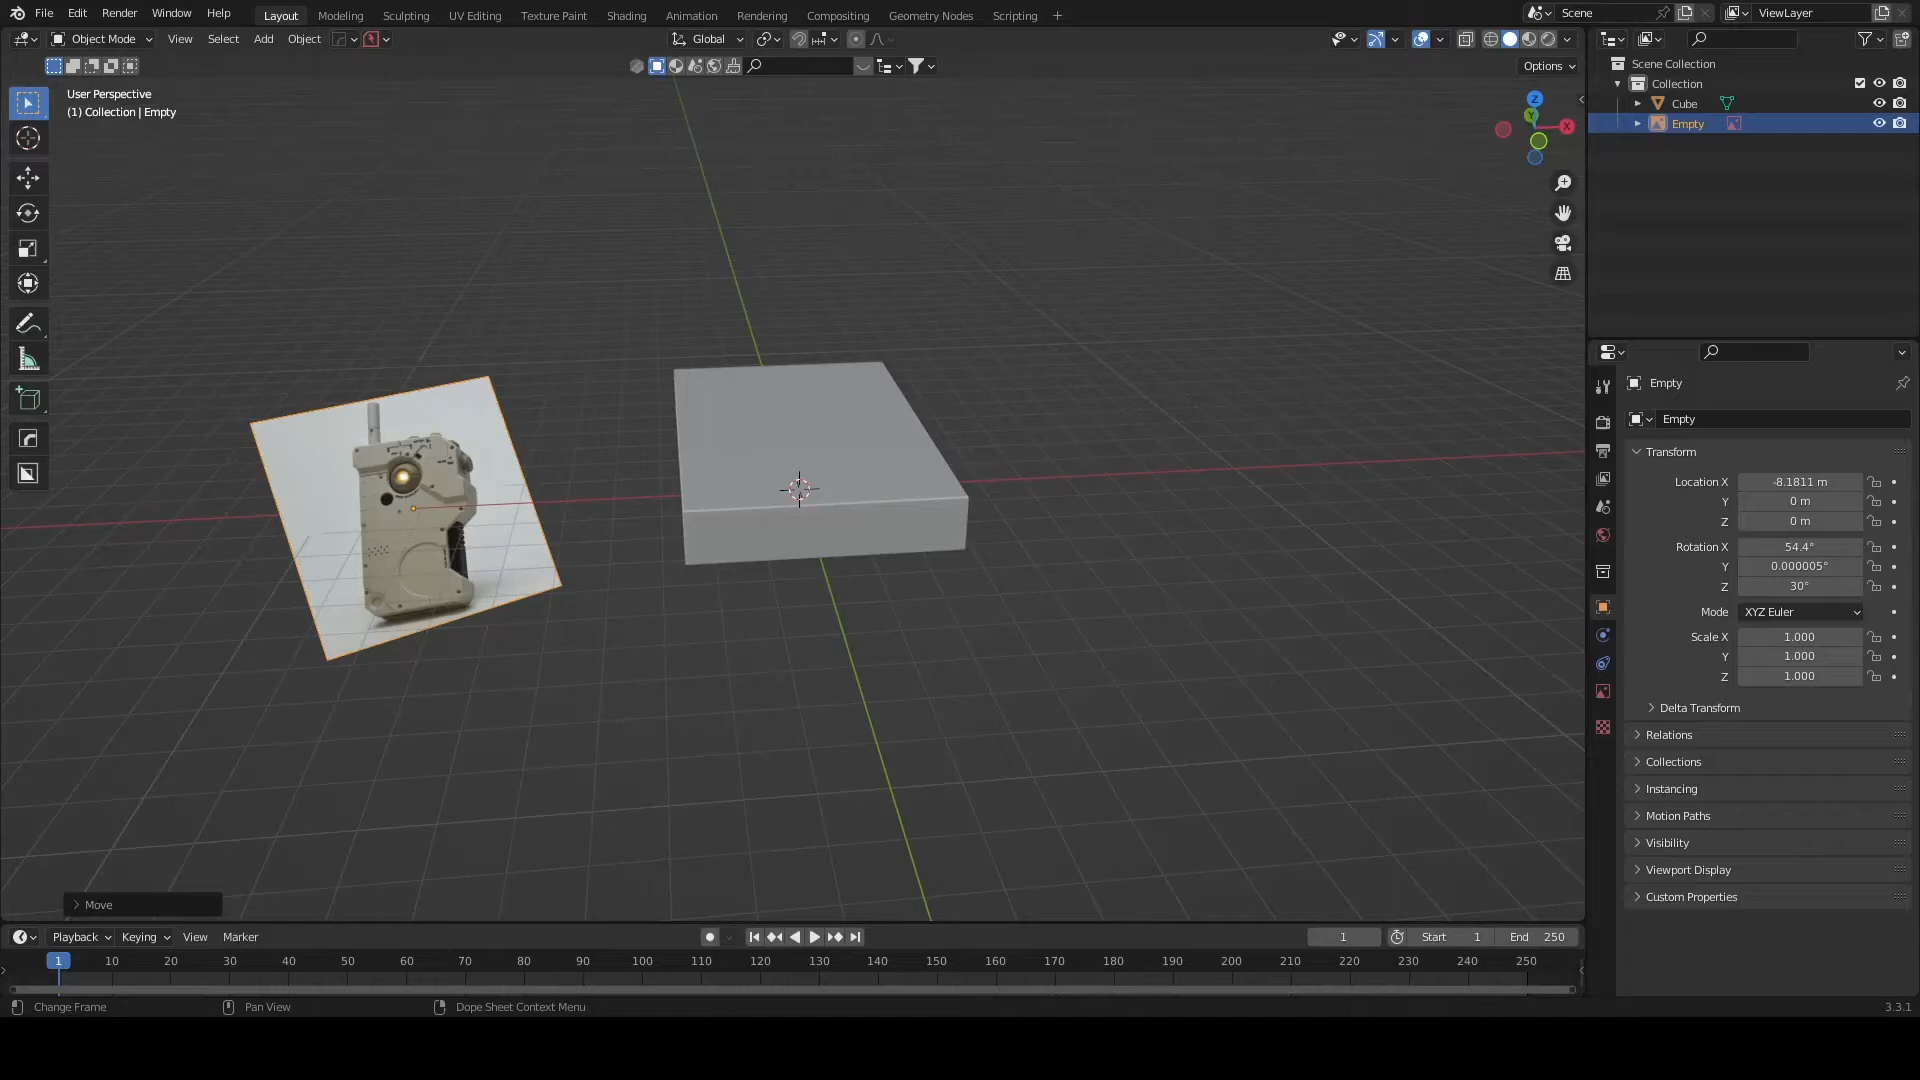 File Edit Render Window Help Layout Modeling Sculpting UV Editing Texture Paint Shading Animation Rendering Compositing Geometry Nodes Scripting Scene ViewLayer
Object Mode View Select Add Object Global
Options
User Perspective
(1) Collection | Empty
Z
Y
X
Scene Collection
Collection
Cube
Empty
Empty
Empty
Transform
Location X -8.1811 m
Y 0 m
Z 0 m
Rotation X 54.4°
Y 0.000005°
Z 30°
Mode XYZ Euler
Scale X 1.000
Y 1.000
Z 1.000
Delta Transform
Relations
Collections
Instancing
Motion Paths
Visibility
Viewport Display
Custom Properties
Move
Playback Keying View Marker 1 Start 1 End 250
1 10 20 30 40 50 60 70 80 90 100 110 120 130 140 150 160 170 180 190 200 210 220 230 240 250
Change Frame Pan View Dope Sheet Context Menu 3.3.1